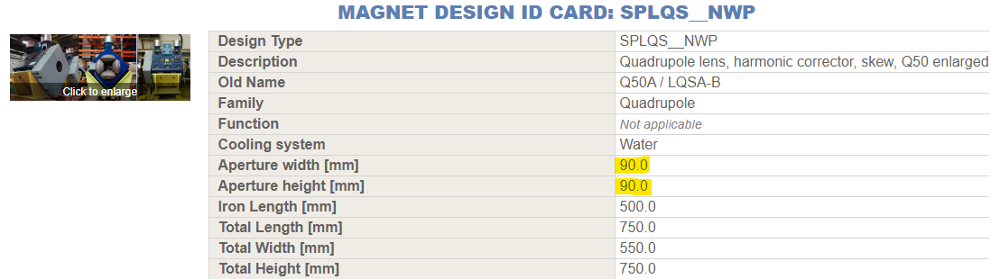 MAGNET DESIGN ID CARD: SPLQS__NWP
Click to enlarge
Design Type SPLQS__NWP
Description Quadrupole lens, harmonic corrector, skew, Q50 enlarged
Old Name Q50A / LQSA-B
Family Quadrupole
Function Not applicable
Cooling system Water
Aperture width [mm] 90.0
Aperture height [mm] 90.0
Iron Length [mm] 500.0
Total Length [mm] 750.0
Total Width [mm] 550.0
Total Height [mm] 750.0